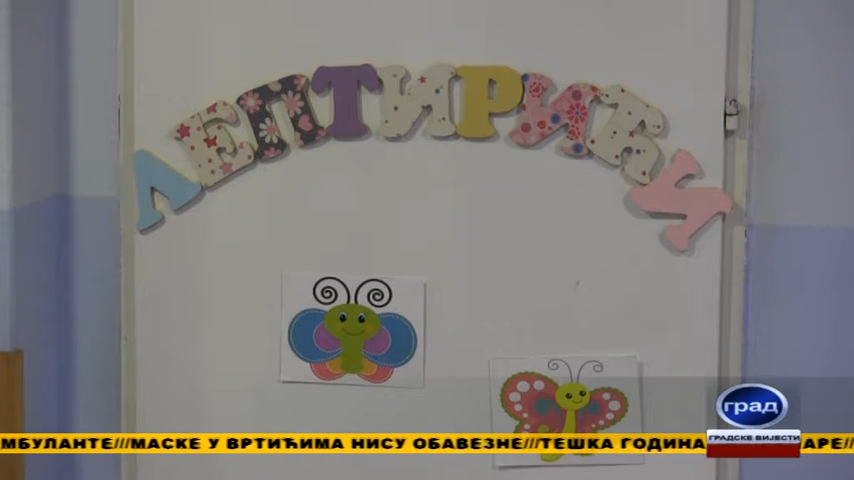 ЛЕПТИРИЋИ
град
ГРАДСКЕ ВИЈЕСТИ
МБУЛАНТЕ///МАСКЕ У ВРТИЋИМА НИСУ ОБАВЕЗНЕ///ТЕШКА ГОДИНА АРЕ//